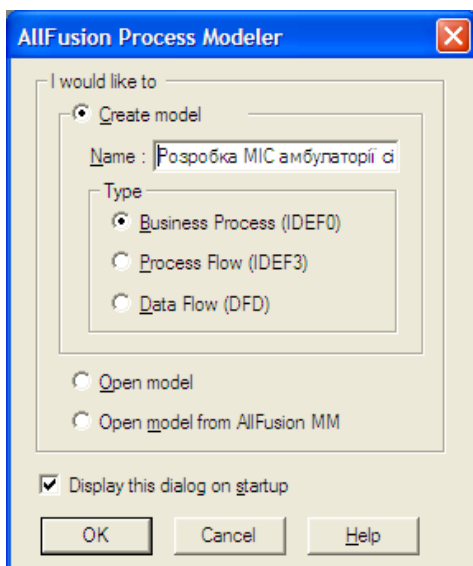 AllFusion Process Modeler
I would like to
Create model
Name : Розробка МІС амбулаторії сі
Type
Business Process (IDEF0)
Process Flow (IDEF3)
Data Flow (DFD)
Open model
Open model from AllFusion MM
Display this dialog on startup
OK Cancel Help